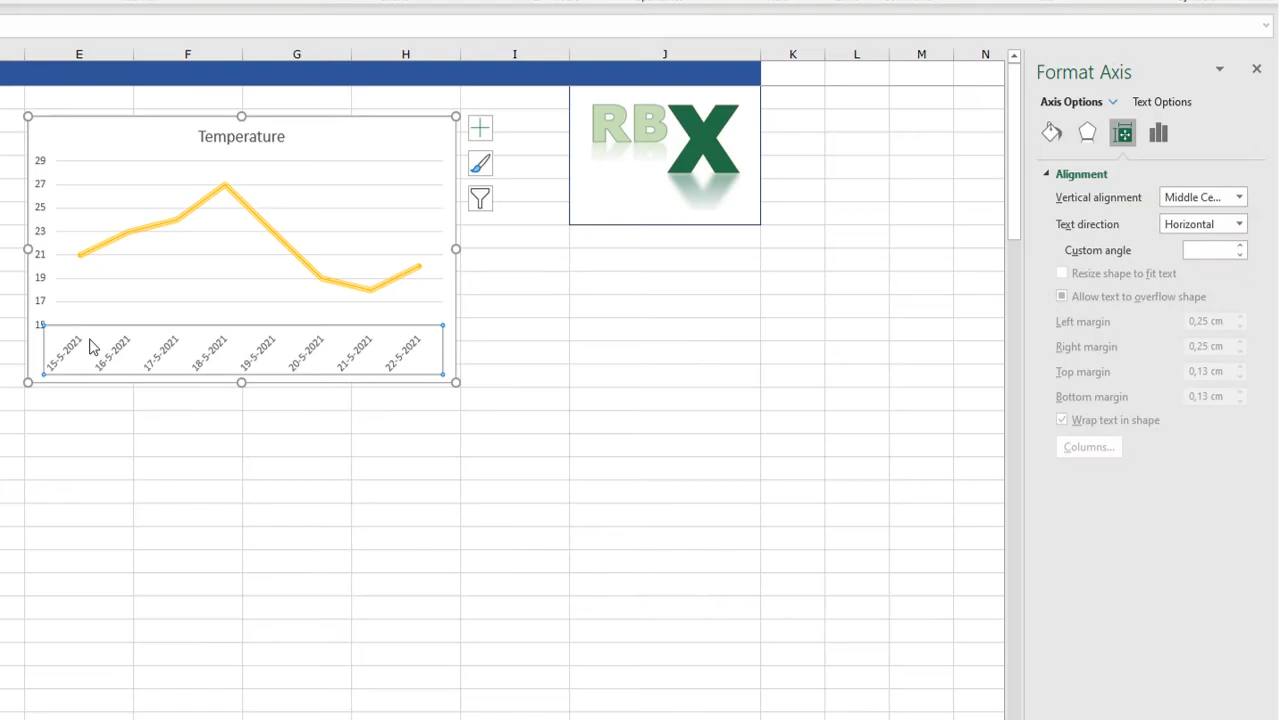 E F G H I J K L M N
Format Axis
Axis Options Text Options
RBX
Temperature
29
27
25
23
21
19
17
15
15-5-2021 16-5-2021 17-5-2021 18-5-2021 19-5-2021 20-5-2021 21-5-2021 22-5-2021
Alignment
Vertical alignment Middle Ce...
Text direction Horizontal
Custom angle
Resize shape to fit text
Allow text to overflow shape
Left margin 0,25 cm
Right margin 0,25 cm
Top margin 0,13 cm
Bottom margin 0,13 cm
Wrap text in shape
Columns...